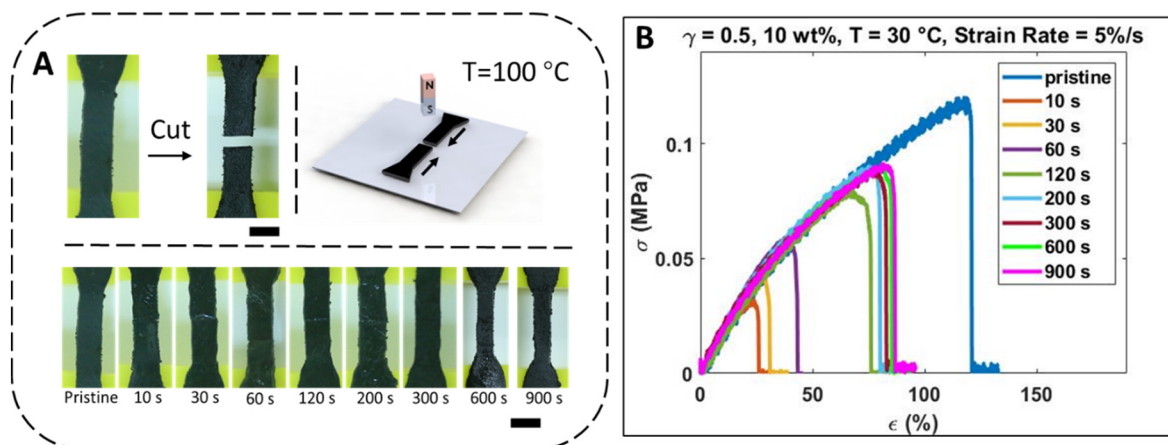 A
Cut
T=100 °C
N
S
Pristine 10 s 30 s 60 s 120 s 200 s 300 s 600 s 900 s
B
γ = 0.5, 10 wt%, T = 30 °C, Strain Rate = 5%/s
pristine
10 s
30 s
60 s
120 s
200 s
300 s
600 s
900 s
0.1
0.05
0
σ (MPa)
0 50 100 150
ϵ (%)